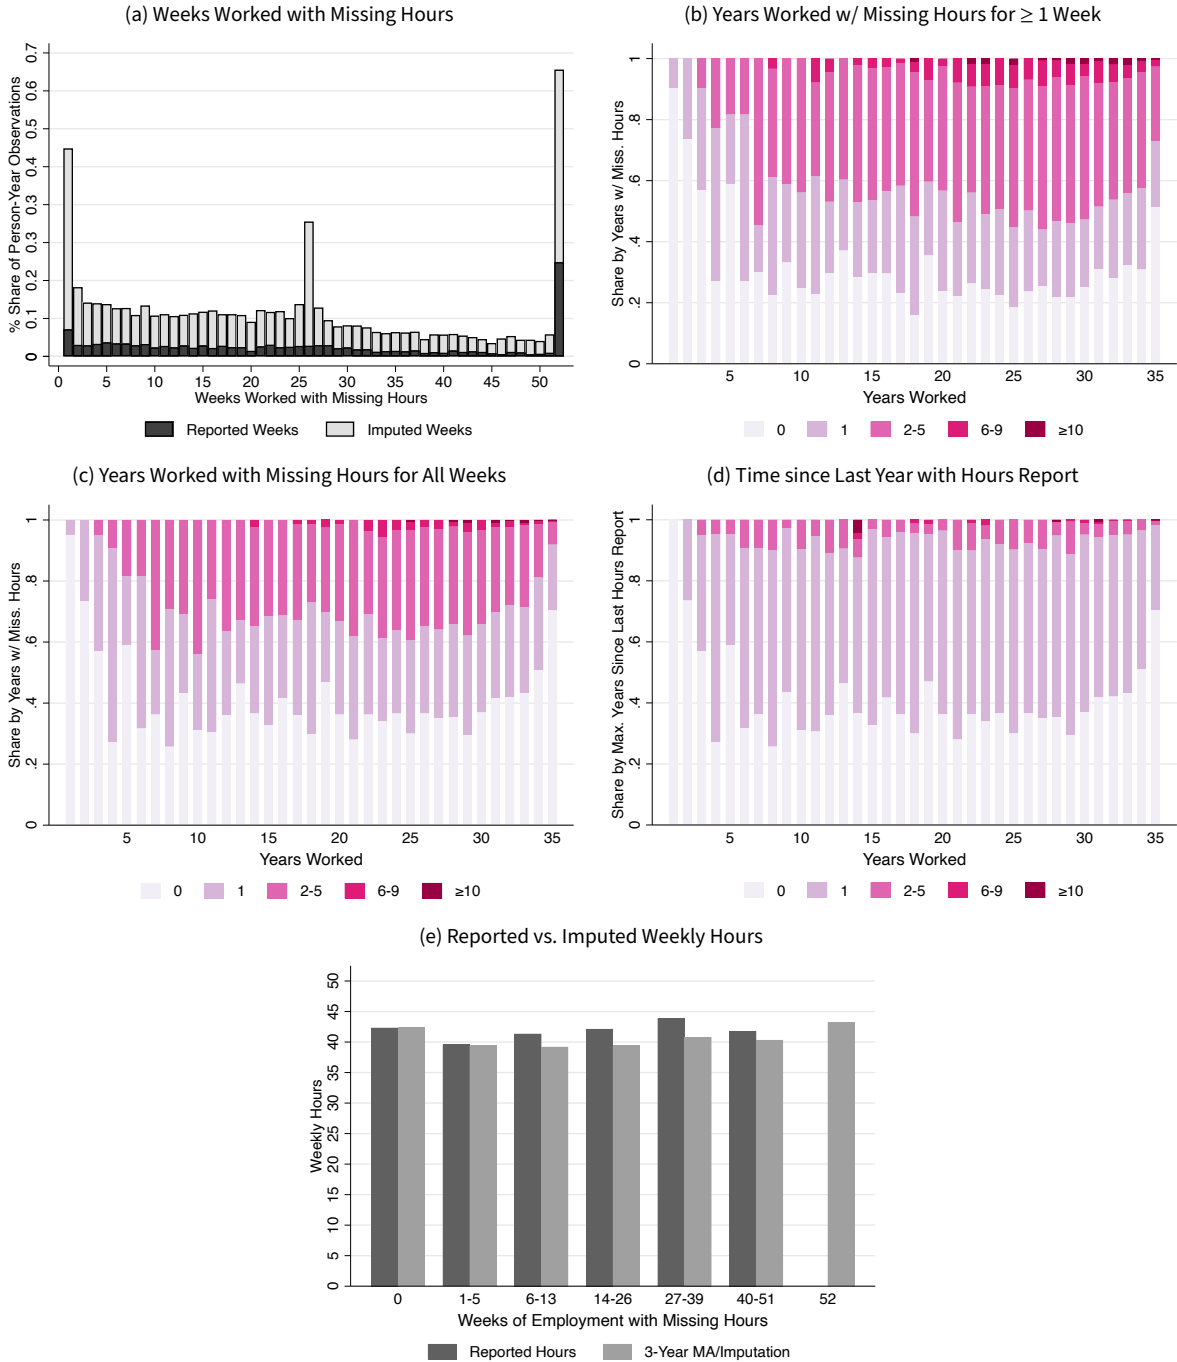 (a) Weeks Worked with Missing Hours
% Share of Person-Year Observations
0.7
0.6
0.5
0.4
0.3
0.2
0.1
0
0 5 10 15 20 25 30 35 40 45 50
Weeks Worked with Missing Hours
Reported Weeks Imputed Weeks
(b) Years Worked w/ Missing Hours for ≥ 1 Week
Share by Years w/ Miss. Hours
1
.8
.6
.4
.2
0
5 10 15 20 25 30 35
Years Worked
0 1 2-5 6-9 ≥10
(c) Years Worked with Missing Hours for All Weeks
Share by Years w/ Miss. Hours
1
.8
.6
.4
.2
0
5 10 15 20 25 30 35
Years Worked
0 1 2-5 6-9 ≥10
(d) Time since Last Year with Hours Report
Share by Max. Years Since Last Hours Report
1
.8
.6
.4
.2
0
5 10 15 20 25 30 35
Years Worked
0 1 2-5 6-9 ≥10
(e) Reported vs. Imputed Weekly Hours
Weekly Hours
50
45
40
35
30
25
20
15
10
5
0
0 1-5 6-13 14-26 27-39 40-51 52
Weeks of Employment with Missing Hours
Reported Hours 3-Year MA/Imputation